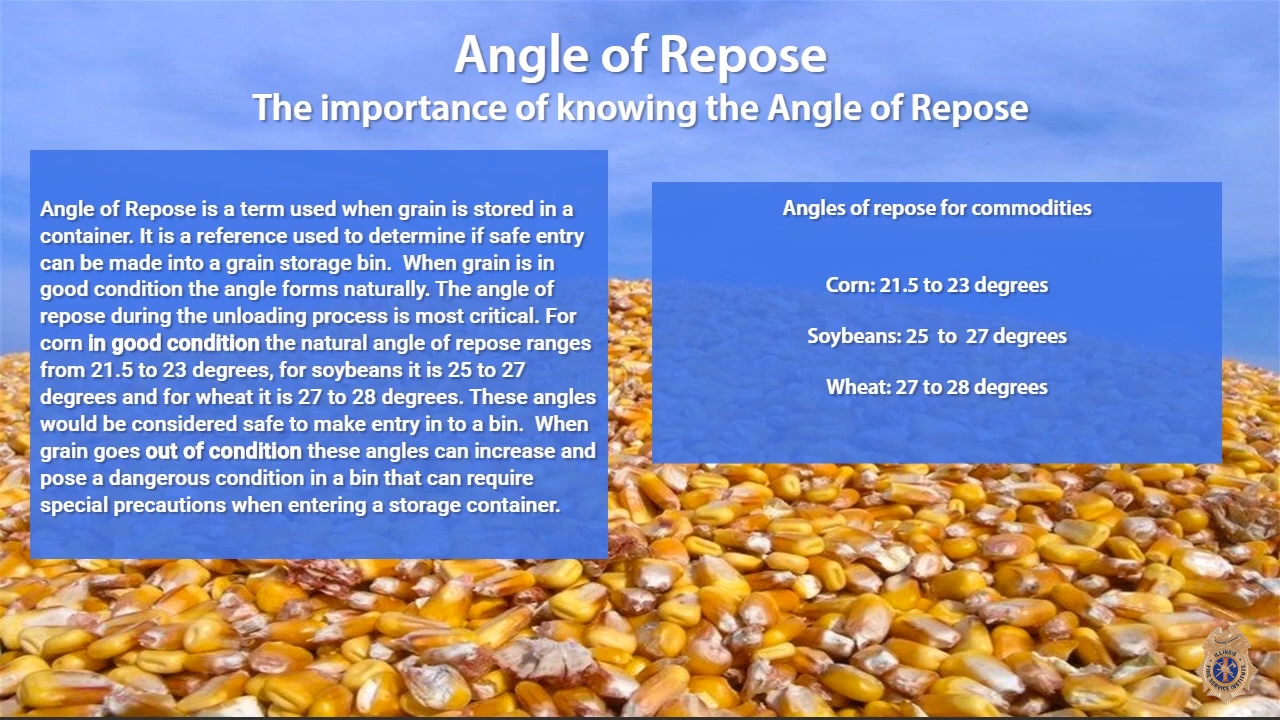 Angle of Repose
The importance of knowing the Angle of Repose
Angle of Repose is a term used when grain is stored in a
container. It is a reference used to determine if safe entry
can be made into a grain storage bin.  When grain is in
good condition the angle forms naturally. The angle of
repose during the unloading process is most critical. For
corn in good condition the natural angle of repose ranges
from 21.5 to 23 degrees, for soybeans it is 25 to 27
degrees and for wheat it is 27 to 28 degrees. These angles
would be considered safe to make entry in to a bin.  When
grain goes out of condition these angles can increase and
pose a dangerous condition in a bin that can require
special precautions when entering a storage container.
Angles of repose for commodities
Corn: 21.5 to 23 degrees
Soybeans: 25  to  27 degrees
Wheat: 27 to 28 degrees
ILLINOIS
FIRE SERVICE INSTITUTE